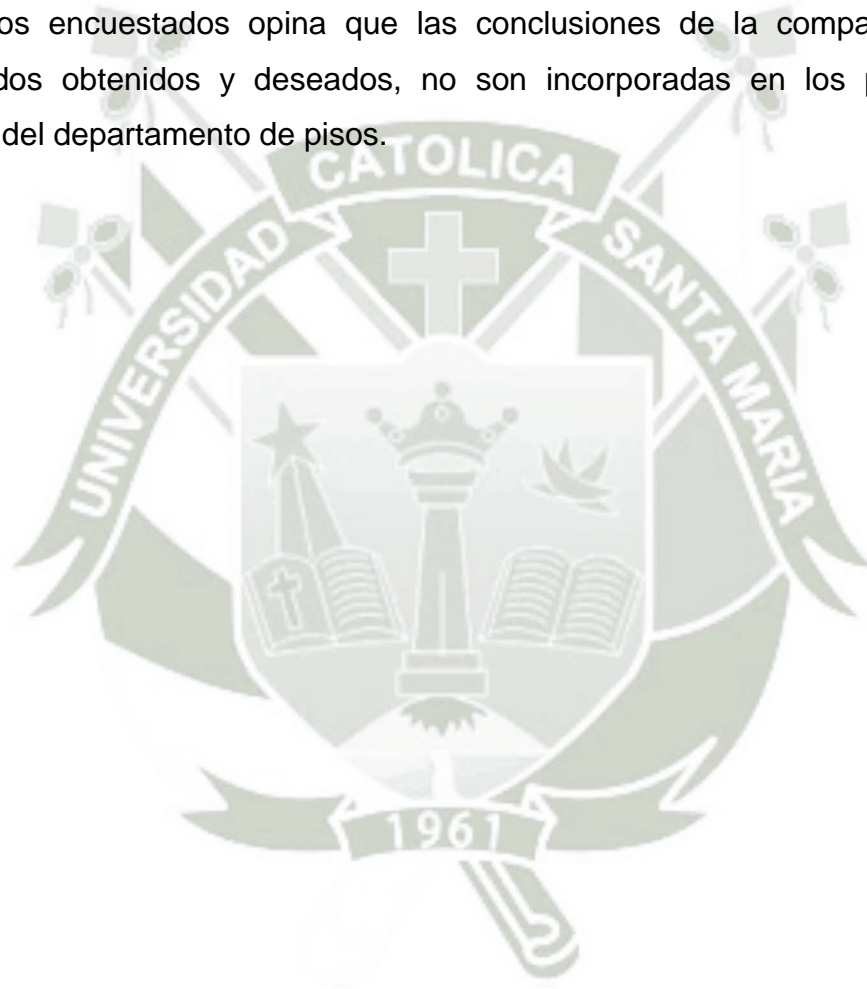 os encuestados opina que las conclusiones de la compa
dos obtenidos y deseados, no son incorporadas en los p
del departamento de pisos.
UNIVERSIDAD CATOLICA SANTA MARIA
1961